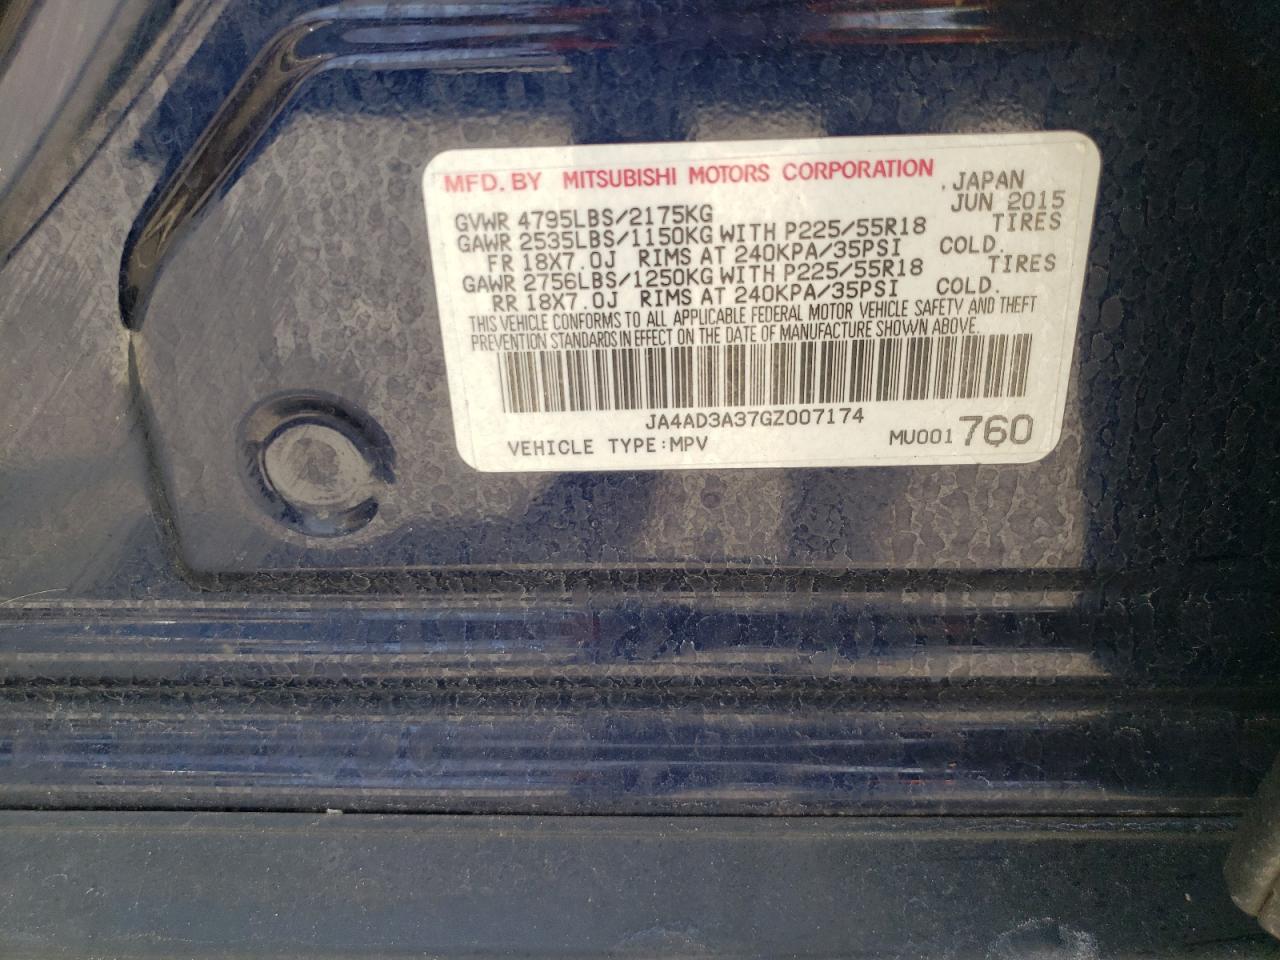 MFD. BY MITSUBISHI MOTORS CORPORATION . JAPAN
JUN 2015
GVWR 4795LBS/2175KG
GAWR 2535LBS/1150KG WITH P225/55R18 TIRES
FR 18X7.0J RIMS AT 240KPA/35PSI COLD.
GAWR 2756LBS/1250KG WITH P225/55R18 TIRES
RR 18X7.0J RIMS AT 240KPA/35PSI COLD.
THIS VEHICLE CONFORMS TO ALL APPLICABLE FEDERAL MOTOR VEHICLE SAFETY AND THEFT
PREVENTION STANDARDS IN EFFECT ON THE DATE OF MANUFACTURE SHOWN ABOVE.
JA4AD3A37GZ007174
VEHICLE TYPE:MPV MU001760